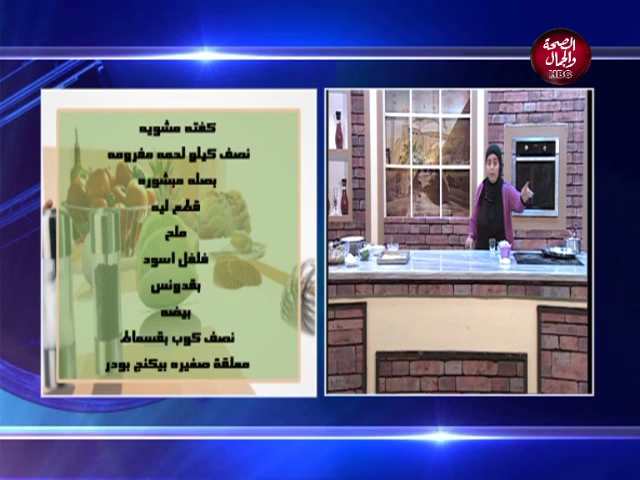 الصحة
والجمال
HBC
كفته مشويه
نصف كيلو لحمه مفرومه
بصله مبشوره
قطع ليه
ملح
فلفل اسود
بقدونس
بيضه
نصف كوب بقسماط
معلقة صغيره بيكنج بودر